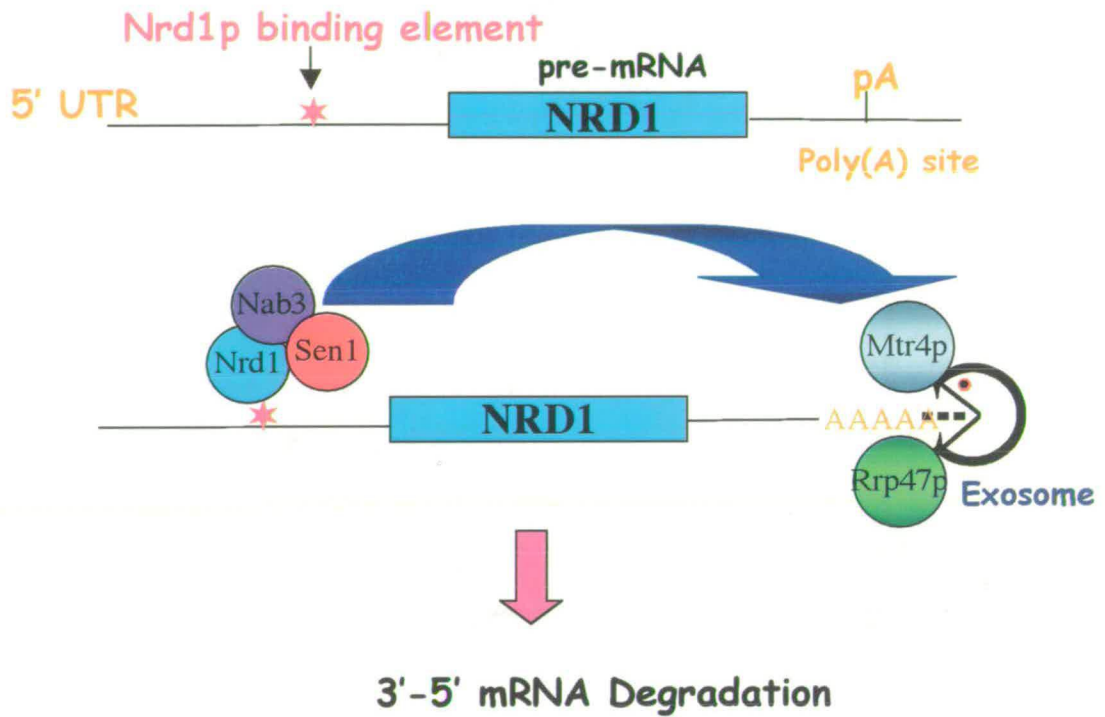 Nrd1p binding element
pre-mRNA
5' UTR
NRD1
pA
Poly(A) site
Nab3
Nrd1
Sen1
Mtr4p
NRD1
AAAAA
Rrp47p
Exosome
3'-5' mRNA Degradation